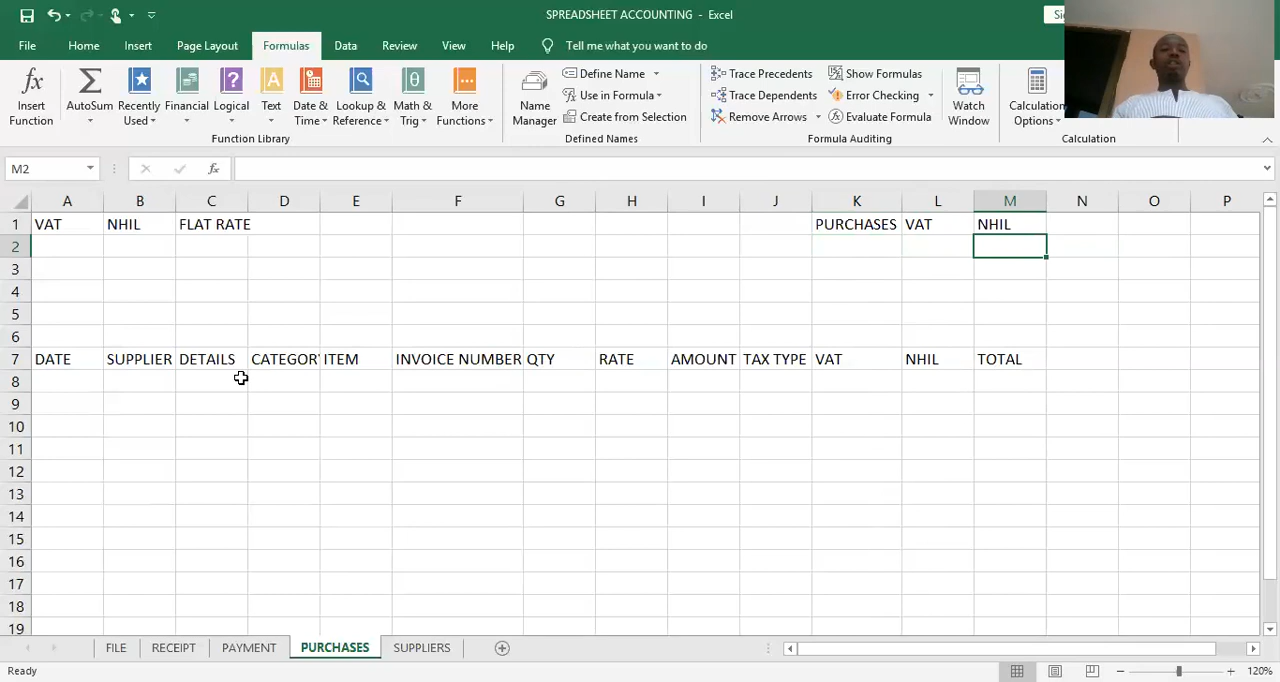 SPREADSHEET ACCOUNTING - Excel
File Home Insert Page Layout Formulas Data Review View Help Tell me what you want to do
Insert Function
AutoSum
Recently Used
Financial
Logical
Text
Date & Time
Lookup & Reference
Math & Trig
More Functions
Function Library
Name Manager
Define Name
Use in Formula
Create from Selection
Defined Names
Trace Precedents
Trace Dependents
Remove Arrows
Show Formulas
Error Checking
Evaluate Formula
Formula Auditing
Watch Window
Calculation Options
Calculation
M2 fx
A B C D E F G H I J K L M N O P
1 VAT NHIL FLAT RATE PURCHASES VAT NHIL
2
3
4
5
6
7 DATE SUPPLIER DETAILS CATEGORY ITEM INVOICE NUMBER QTY RATE AMOUNT TAX TYPE VAT NHIL TOTAL
8
9
10
11
12
13
14
15
16
17
18
19
FILE RECEIPT PAYMENT PURCHASES SUPPLIERS
Ready 120%